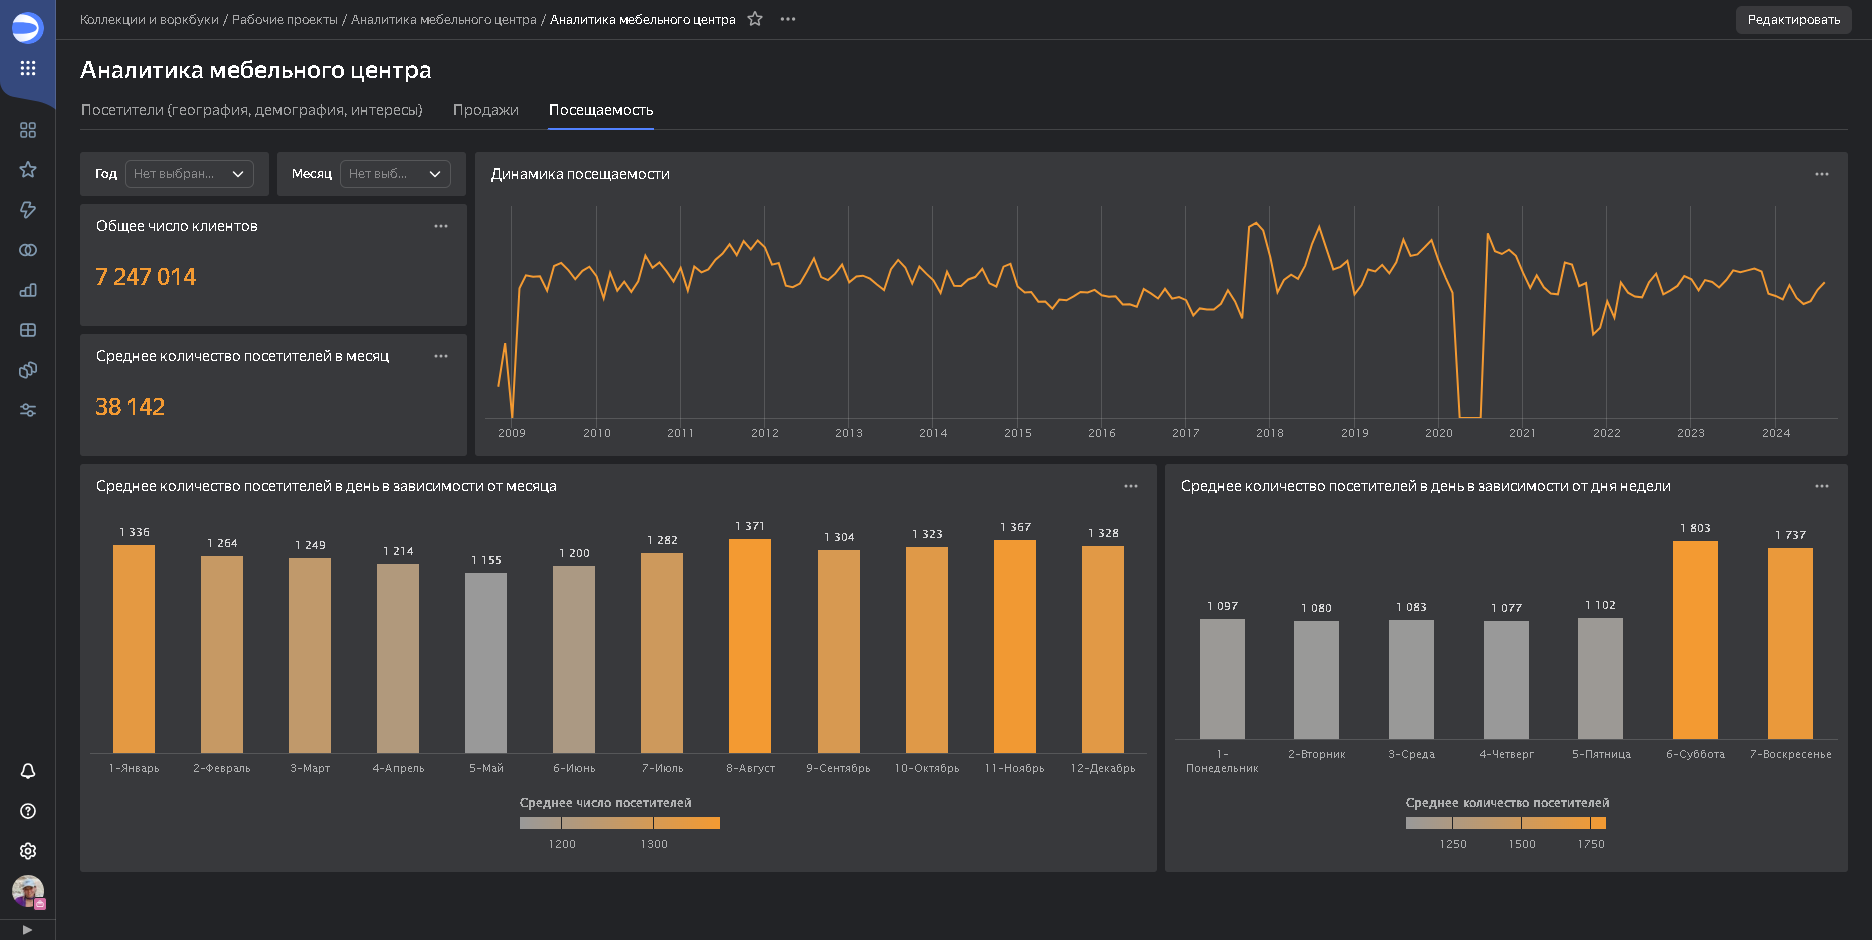 Коллекции и воркбуки / Рабочие проекты / Аналитика мебельного центра / Аналитика мебельного центра
Редактировать
Аналитика мебельного центра
Посетители (география, демография, интересы)
Продажи
Посещаемость
Год
Нет выбран...
Месяц
Нет выб...
Общее число клиентов
7 247 014
Среднее количество посетителей в месяц
38 142
Динамика посещаемости
2009 2010 2011 2012 2013 2014 2015 2016 2017 2018 2019 2020 2021 2022 2023 2024
Среднее количество посетителей в день в зависимости от месяца
1 336 1 264 1 249 1 214 1 155 1 200 1 282 1 371 1 304 1 323 1 367 1 328
1-Январь 2-Февраль 3-Март 4-Апрель 5-Май 6-Июнь 7-Июль 8-Август 9-Сентябрь 10-Октябрь 11-Ноябрь 12-Декабрь
Среднее число посетителей
1200 1300
Среднее количество посетителей в день в зависимости от дня недели
1 097 1 080 1 083 1 077 1 102 1 803 1 737
1-Понедельник 2-Вторник 3-Среда 4-Четверг 5-Пятница 6-Суббота 7-Воскресенье
Среднее количество посетителей
1250 1500 1750